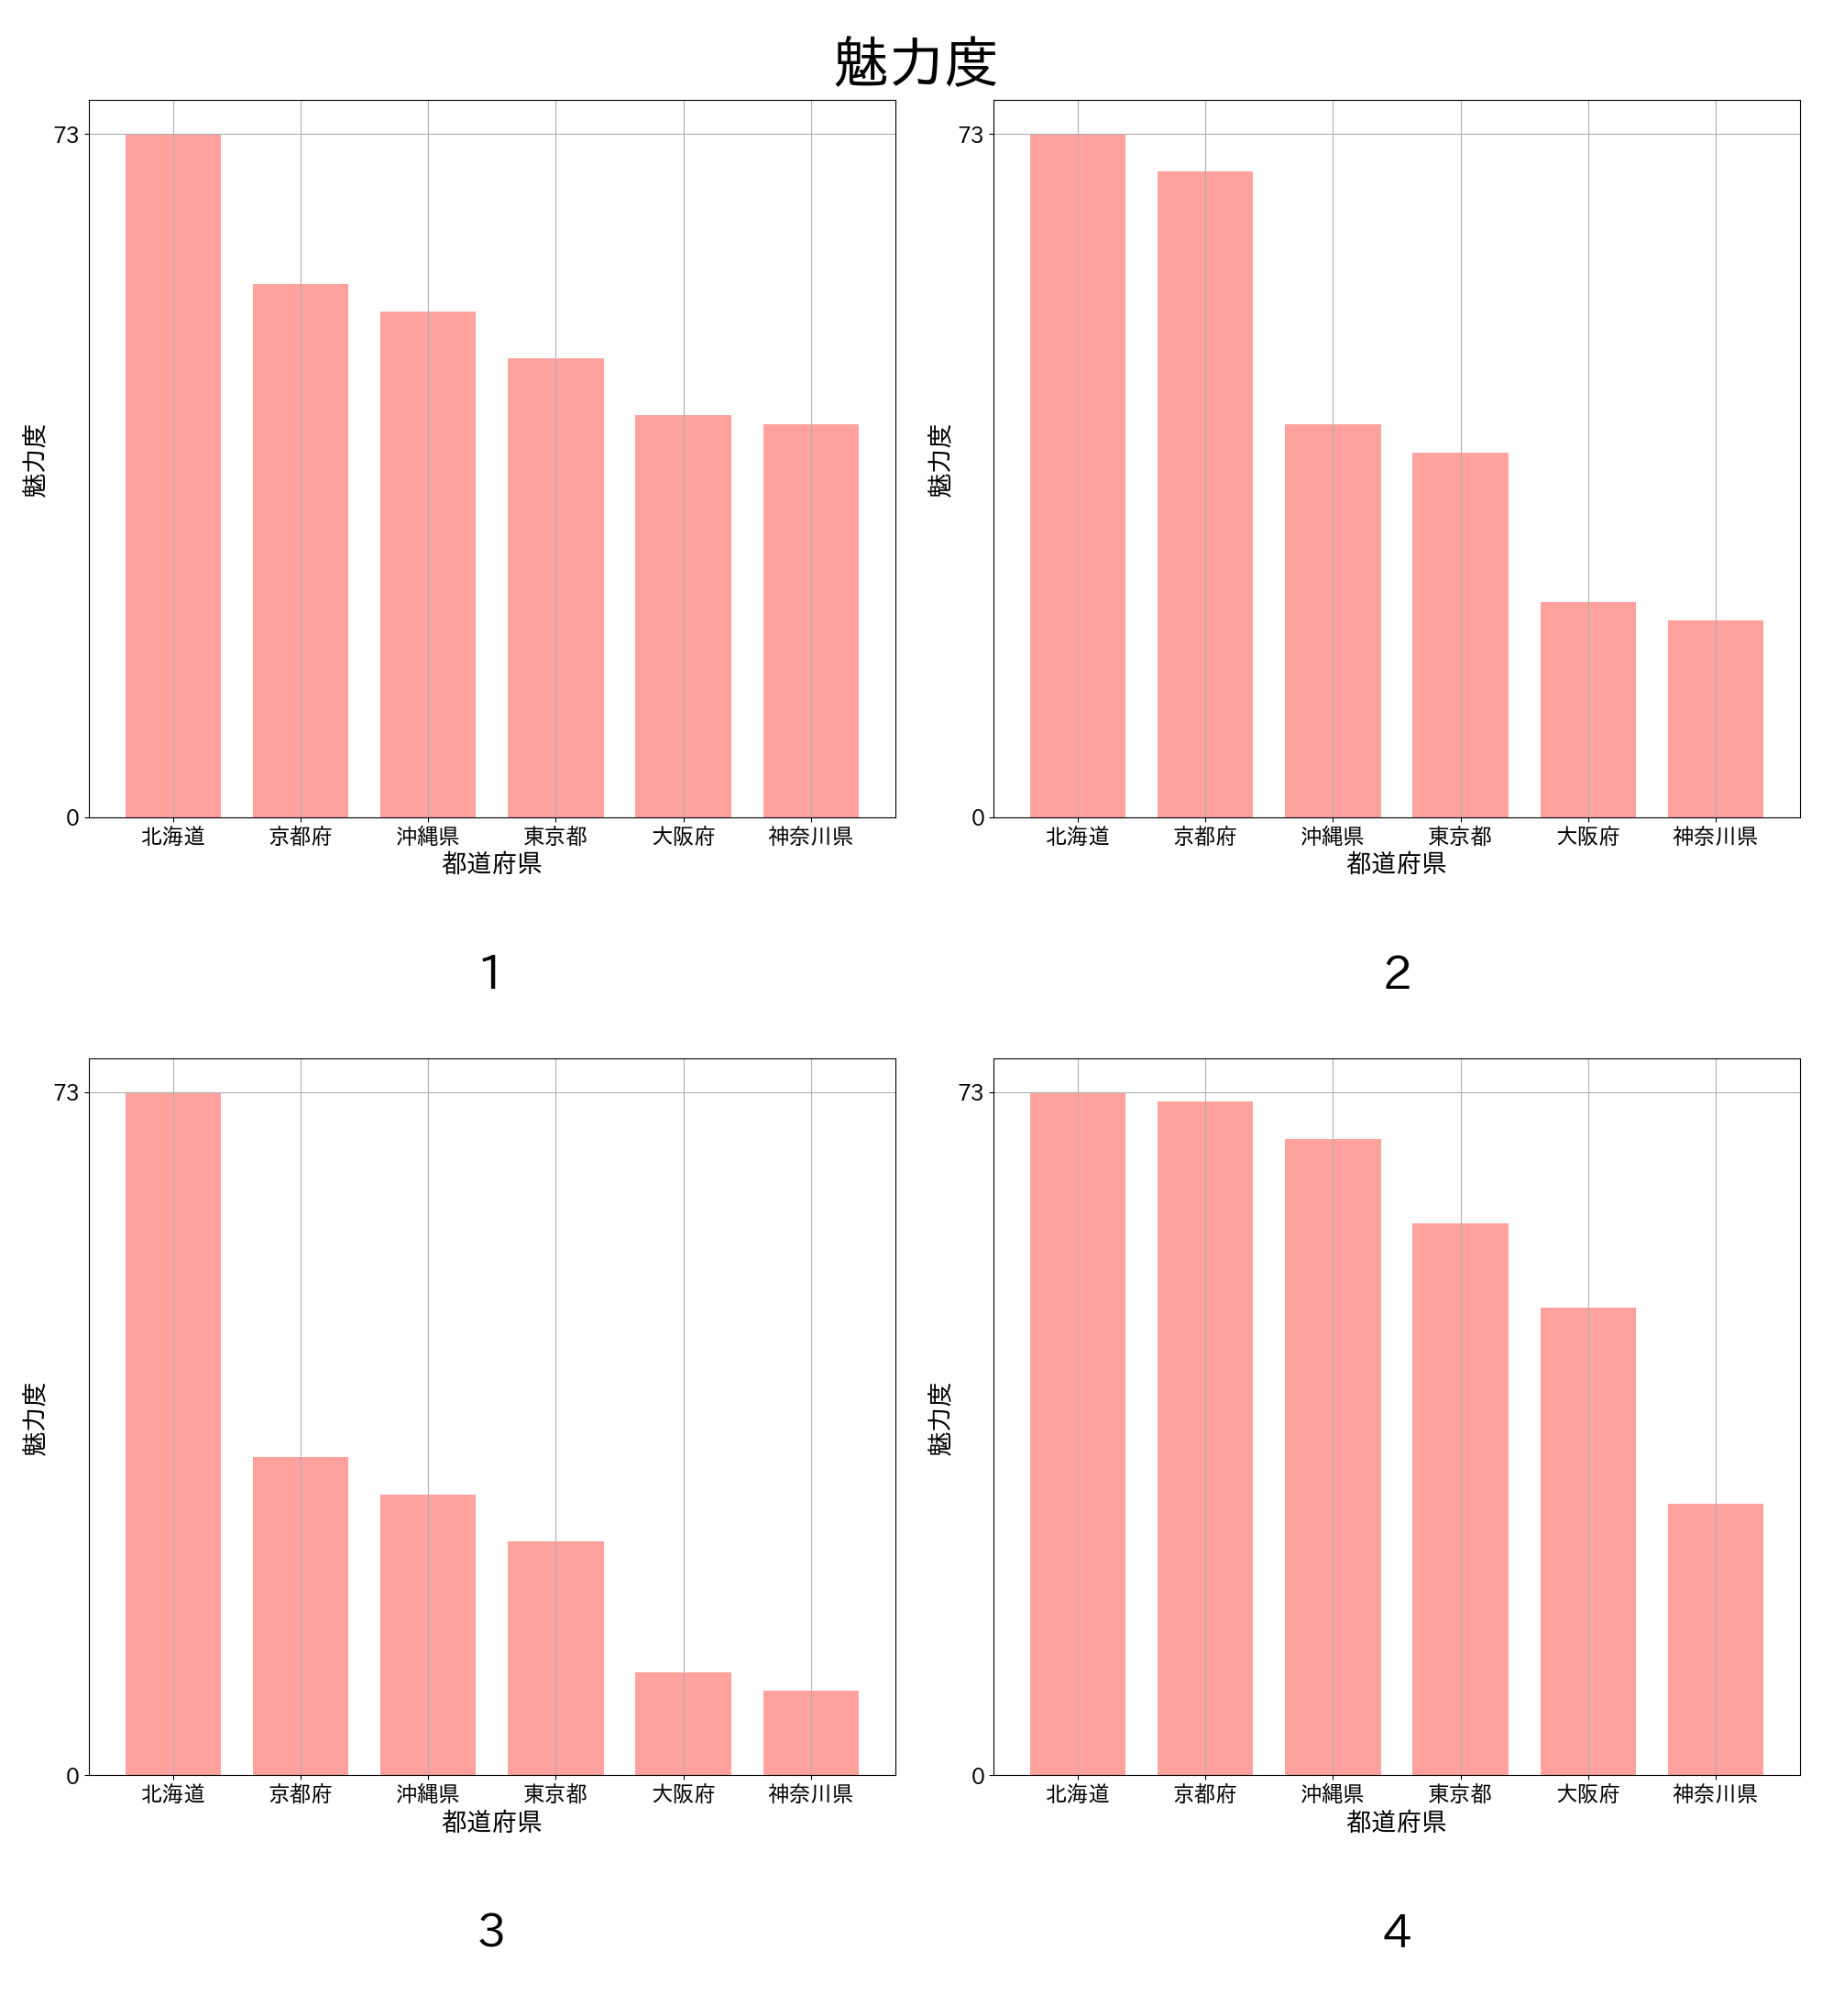 魅力度
73
魅力度
0
北海道 京都府 沖縄県 東京都 大阪府 神奈川県
都道府県
1
73
魅力度
0
北海道 京都府 沖縄県 東京都 大阪府 神奈川県
都道府県
2
73
魅力度
0
北海道 京都府 沖縄県 東京都 大阪府 神奈川県
都道府県
3
73
魅力度
0
北海道 京都府 沖縄県 東京都 大阪府 神奈川県
都道府県
4